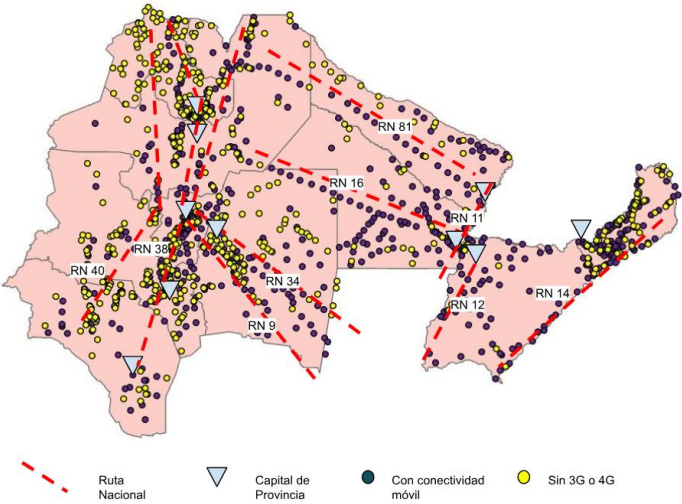 RN 81
RN 16
RN 11
RN 38
RN 40
RN 34
RN 14
RN 12
RN 9
Ruta
Nacional
Capital de
Provincia
Con conectividad
móvil
Sin 3G o 4G